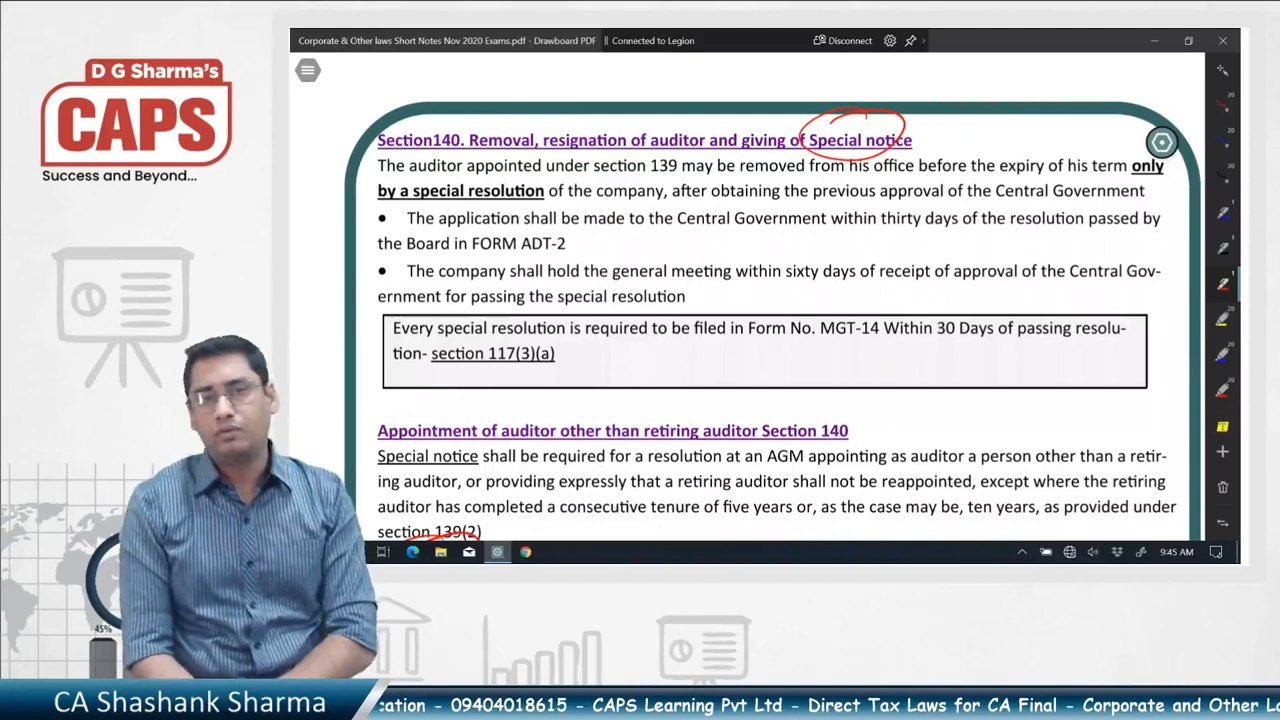 D G Sharma's
CAPS
Success and Beyond...
Corporate & Other laws Short Notes Nov 2020 Exams.pdf - Drawboard PDF
Connected to Legion
Disconnect
Section140. Removal, resignation of auditor and giving of Special notice
The auditor appointed under section 139 may be removed from his office before the expiry of his term only
by a special resolution of the company, after obtaining the previous approval of the Central Government
• The application shall be made to the Central Government within thirty days of the resolution passed by
the Board in FORM ADT-2
• The company shall hold the general meeting within sixty days of receipt of approval of the Central Gov-
ernment for passing the special resolution
Every special resolution is required to be filed in Form No. MGT-14 Within 30 Days of passing resolu-
tion- section 117(3)(a)
Appointment of auditor other than retiring auditor Section 140
Special notice shall be required for a resolution at an AGM appointing as auditor a person other than a retir-
ing auditor, or providing expressly that a retiring auditor shall not be reappointed, except where the retiring
auditor has completed a consecutive tenure of five years or, as the case may be, ten years, as provided under
section 139(2)
9:45 AM
45%
CA Shashank Sharma
cation - 09404018615 - CAPS Learning Pvt Ltd - Direct Tax Laws for CA Final - Corporate and Other La